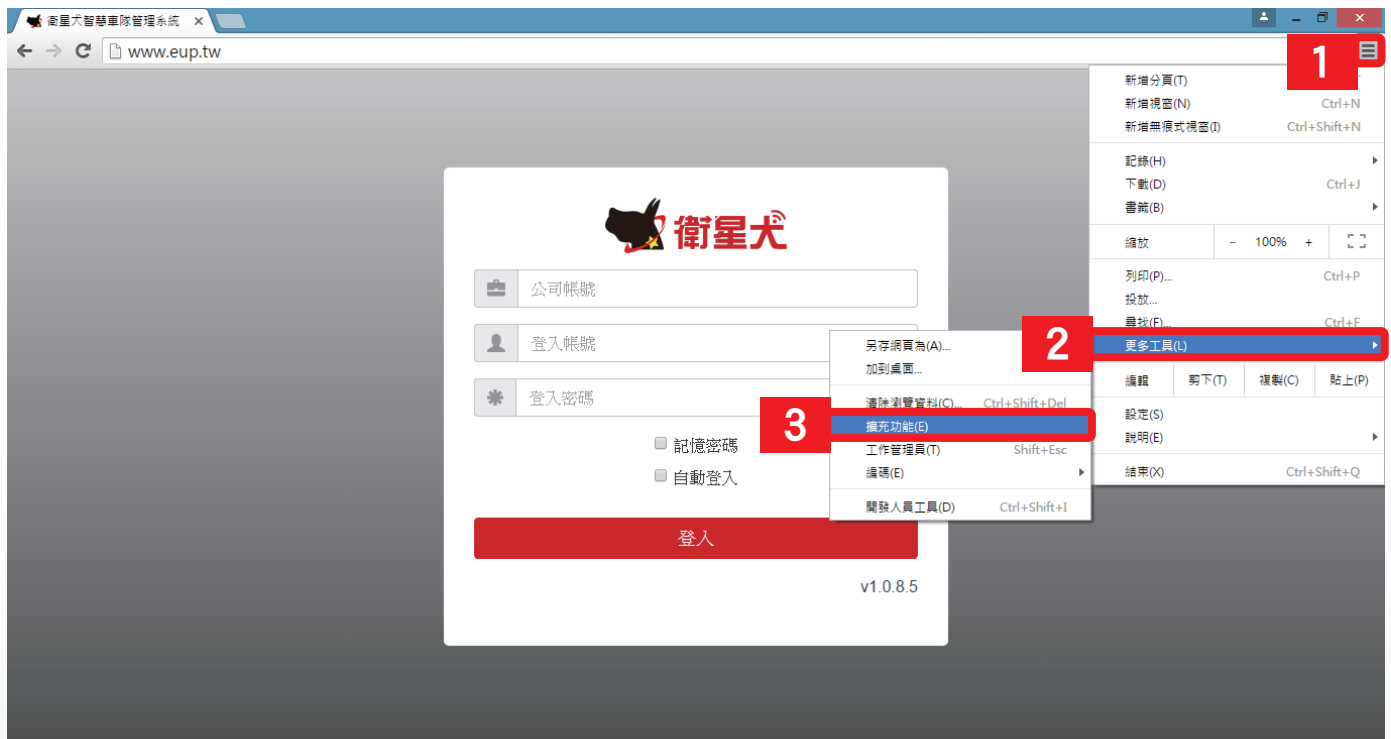 衛星犬智慧車隊管理系統
www.eup.tw
1
新增分頁(T)
新增視窗(N) Ctrl+N
新增無痕式視窗(I) Ctrl+Shift+N
記錄(H)
下載(D) Ctrl+J
書籤(B)
縮放 - 100% +
列印(P)... Ctrl+P
投放...
尋找(F)... Ctrl+F
2
更多工具(L)
編輯 剪下(T) 複製(C) 貼上(P)
設定(S)
說明(E)
結束(X) Ctrl+Shift+Q
另存網頁為(A)...
加到桌面...
清除瀏覽資料(C)... Ctrl+Shift+Del
3
擴充功能(E)
工作管理員(T) Shift+Esc
編碼(E)
開發人員工具(D) Ctrl+Shift+I
衛星犬
公司帳號
登入帳號
登入密碼
記憶密碼
自動登入
登入
v1.0.8.5